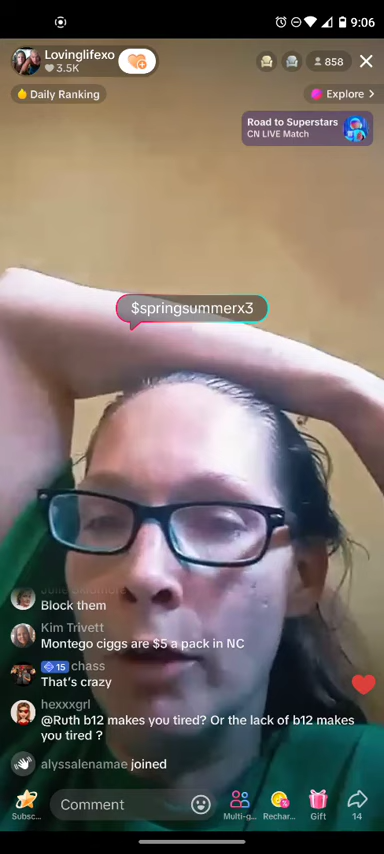 9:06
Lovinglifexo
3.5K
858
Daily Ranking
Explore >
Road to Superstars
CN LIVE Match
$springsummerx3
Block them
Kim Trivett
Montego ciggs are $5 a pack in NC
15 chass
That's crazy
hexxxgrl
@Ruth b12 makes you tired? Or the lack of b12 makes
you tired ?
alyssalenamae joined
Subsc...
Comment
Multi-g...
Rechar...
Gift
14